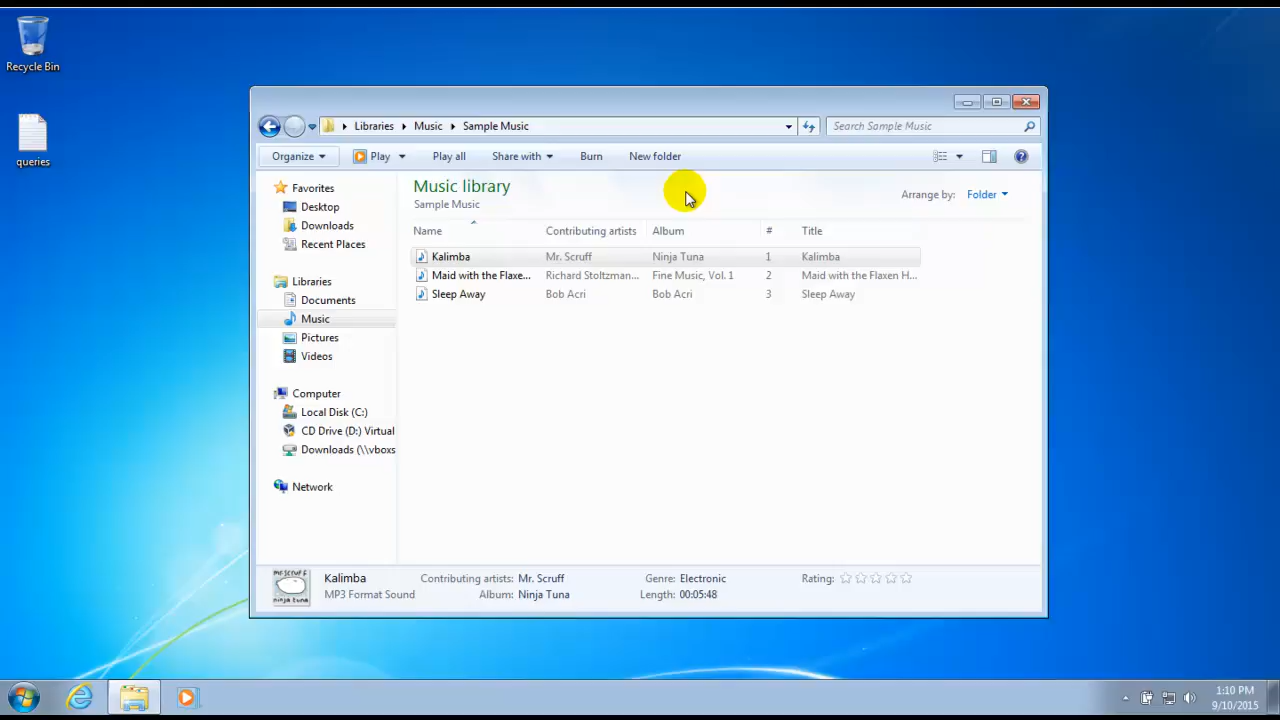 Recycle Bin
queries
Libraries Music Sample Music
Search Sample Music
Organize Play Play all Share with Burn New folder
Music library
Sample Music
Arrange by: Folder
Name Contributing artists Album # Title
Kalimba Mr. Scruff Ninja Tuna 1 Kalimba
Maid with the Flaxe... Richard Stoltzman... Fine Music, Vol. 1 2 Maid with the Flaxen H...
Sleep Away Bob Acri Bob Acri 3 Sleep Away
Favorites
Desktop
Downloads
Recent Places
Libraries
Documents
Music
Pictures
Videos
Computer
Local Disk (C:)
CD Drive (D:) Virtual
Downloads (\\vboxs
Network
mr.scruff
ninja tuna
Kalimba Contributing artists: Mr. Scruff Genre: Electronic Rating:
MP3 Format Sound Album: Ninja Tuna Length: 00:05:48
1:10 PM
9/10/2015